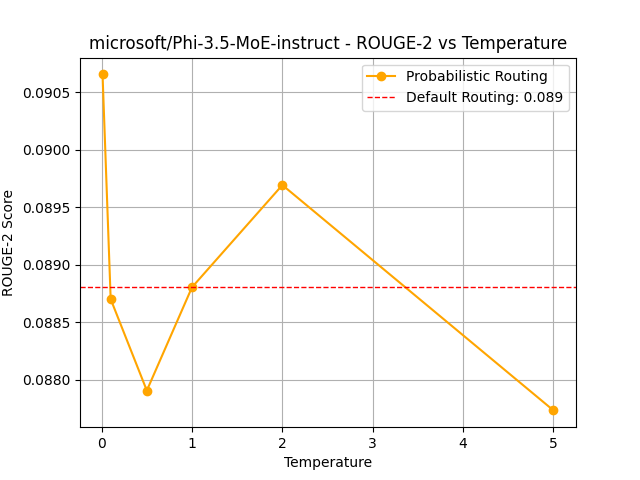 microsoft/Phi-3.5-MoE-instruct - ROUGE-2 vs Temperature
Probabilistic Routing
Default Routing: 0.089
ROUGE-2 Score
0.0905
0.0900
0.0895
0.0890
0.0885
0.0880
0 1 2 3 4 5
Temperature